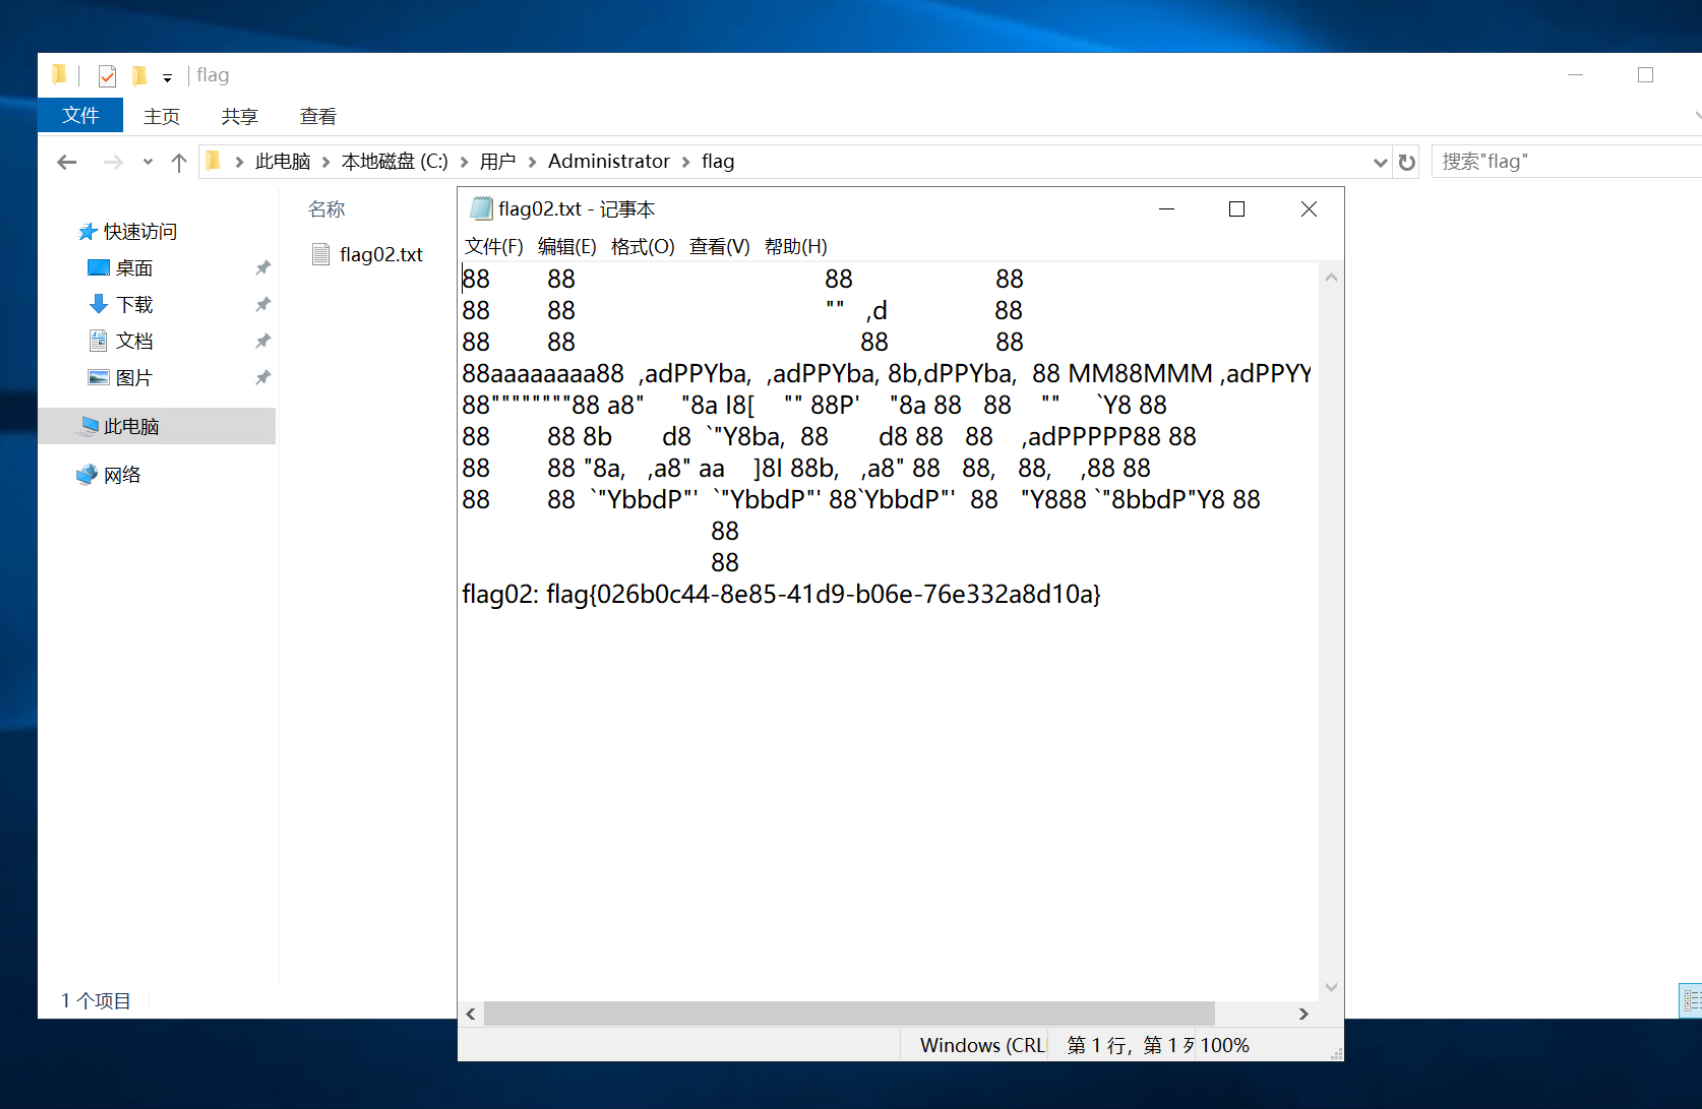 flag
文件 主页 共享 查看
此电脑 > 本地磁盘 (C:) > 用户 > Administrator > flag
搜索"flag"
快速访问
桌面
下载
文档
图片
此电脑
网络
名称
flag02.txt
flag02.txt - 记事本
文件(F) 编辑(E) 格式(O) 查看(V) 帮助(H)
88        88                                   88                    88
88        88                                   ""   ,d               88
88        88                                        88               88
88aaaaaaaa88  ,adPPYba,  ,adPPYba, 8b,dPPYba,  88 MM88MMM ,adPPYY
88""""""""88 a8"     "8a I8[    "" 88P'    "8a 88   88    ""     `Y8 88
88        88 8b       d8  `"Y8ba,  88       d8 88   88    ,adPPPPP88 88
88        88 "8a,   ,a8" aa    ]8I 88b,   ,a8" 88   88,   88,    ,88 88
88        88  `"YbbdP"'  `"YbbdP"' 88`YbbdP"'  88   "Y888 `"8bbdP"Y8 88
88
88
flag02: flag{026b0c44-8e85-41d9-b06e-76e332a8d10a}
1 个项目
Windows (CRL 第 1 行，第 1 列 100%